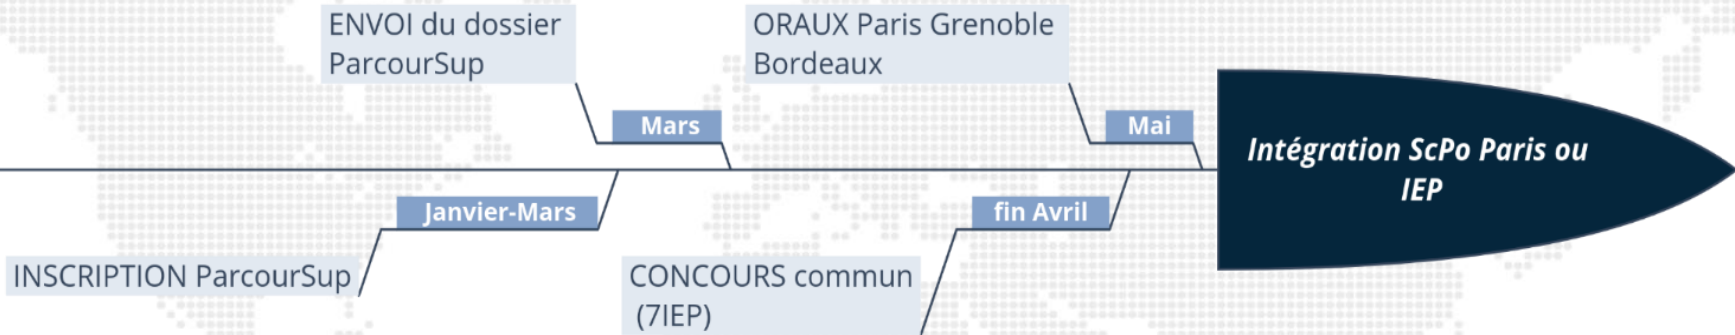 ENVOI du dossier
ParcourSup
ORAUX Paris Grenoble
Bordeaux
Mars
Mai
Intégration ScPo Paris ou
IEP
Janvier-Mars
fin Avril
INSCRIPTION ParcourSup
CONCOURS commun
(7IEP)